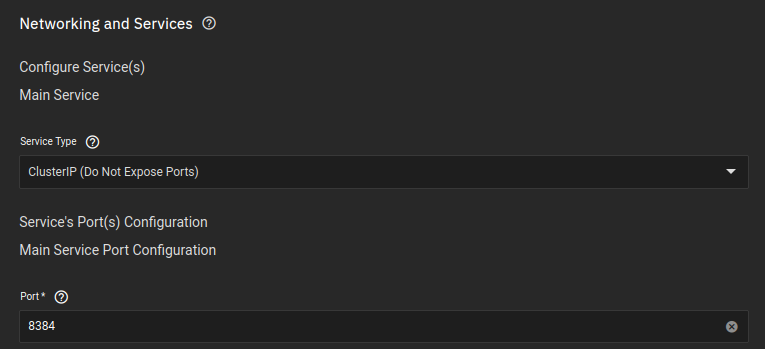 Networking and Services
Configure Service(s)
Main Service
Service Type
ClusterIP (Do Not Expose Ports)
Service's Port(s) Configuration
Main Service Port Configuration
Port *
8384